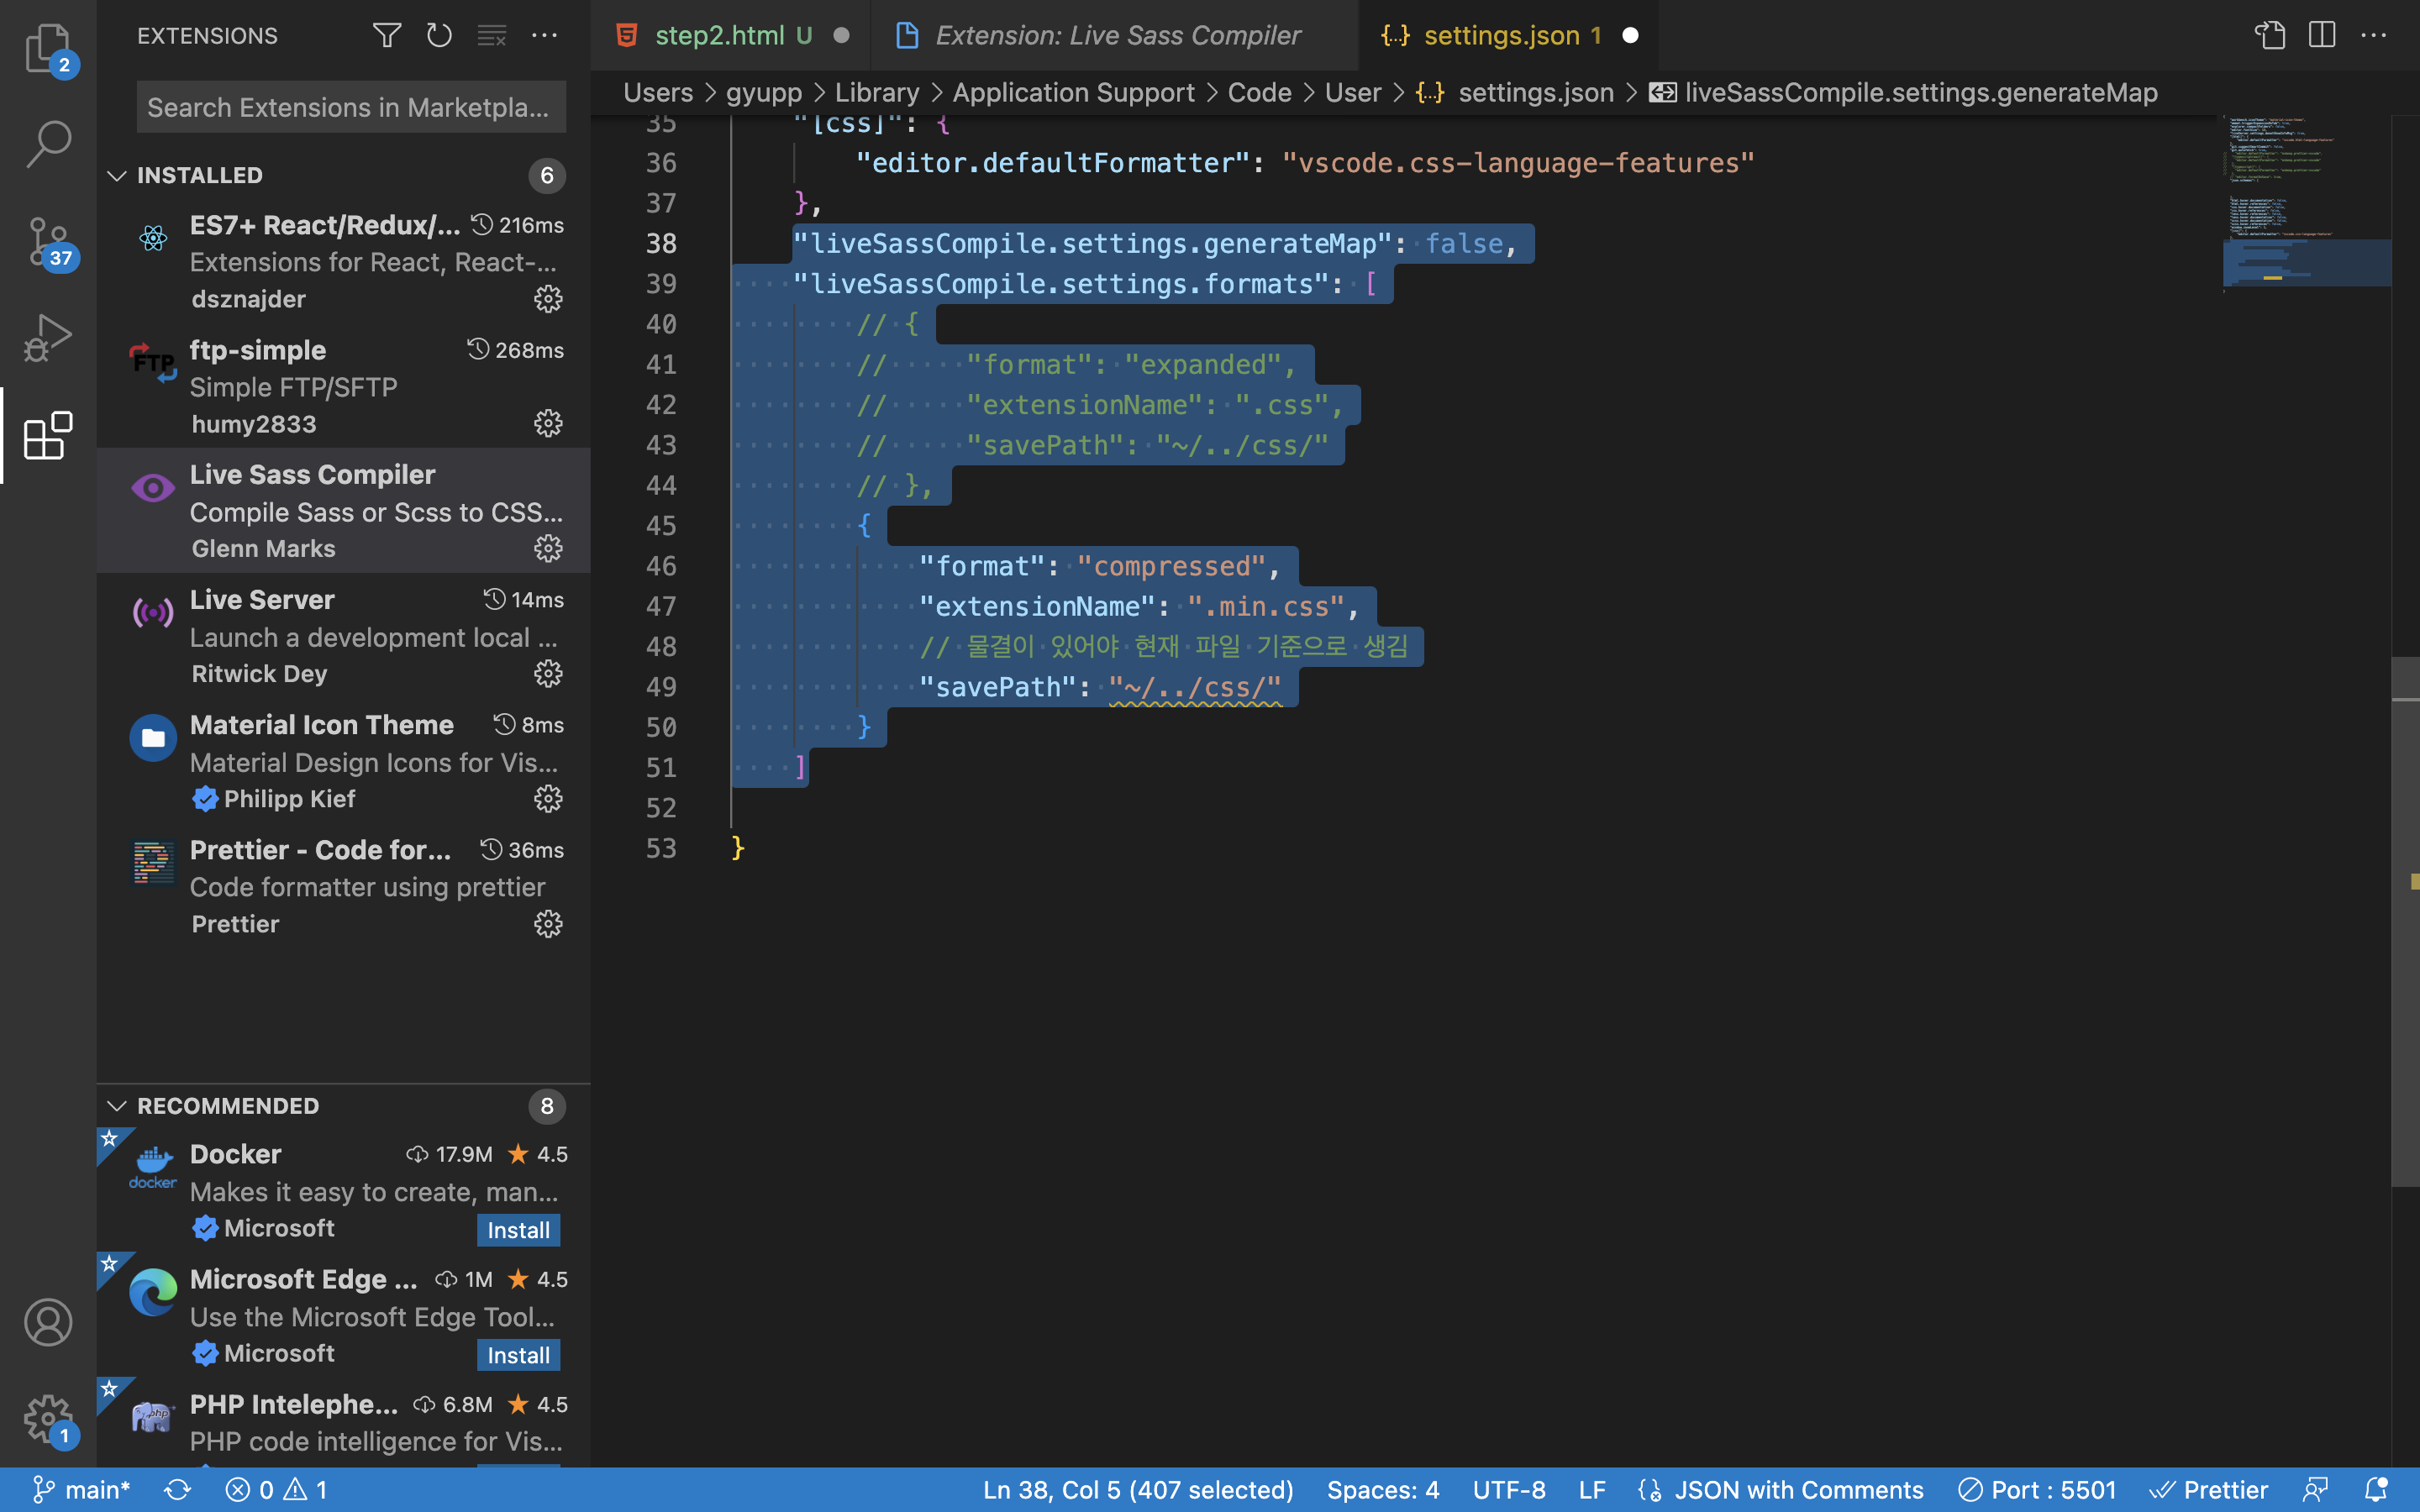 EXTENSIONS
Search Extensions in Marketpla...
INSTALLED 6
ES7+ React/Redux/... 216ms
Extensions for React, React-...
dsznajder
FTP
ftp-simple 268ms
Simple FTP/SFTP
humy2833
Live Sass Compiler
Compile Sass or Scss to CSS...
Glenn Marks
Live Server 14ms
Launch a development local ...
Ritwick Dey
Material Icon Theme 8ms
Material Design Icons for Vis...
Philipp Kief
Prettier - Code for... 36ms
Code formatter using prettier
Prettier
RECOMMENDED 8
Docker 17.9M 4.5
docker
Makes it easy to create, man...
Microsoft Install
Microsoft Edge ... 1M 4.5
Use the Microsoft Edge Tool...
Microsoft Install
PHP Intelephe... 6.8M 4.5
php
PHP code intelligence for Vis...
2
37
1
step2.html U
Extension: Live Sass Compiler
{..} settings.json 1
Users > gyupp > Library > Application Support > Code > User > {..} settings.json > liveSassCompile.settings.generateMap
35 "[css]": {
36 "editor.defaultFormatter": "vscode.css-language-features"
37 },
38 "liveSassCompile.settings.generateMap": false,
39 "liveSassCompile.settings.formats": [
40 // {
41 // "format": "expanded",
42 // "extensionName": ".css",
43 // "savePath": "~/../css/"
44 // },
45 {
46 "format": "compressed",
47 "extensionName": ".min.css",
48 // 물결이 있어야 현재 파일 기준으로 생김
49 "savePath": "~/../css/"
50 }
51 ]
52
53 }
main* 0 1 Ln 38, Col 5 (407 selected) Spaces: 4 UTF-8 LF JSON with Comments Port : 5501 Prettier